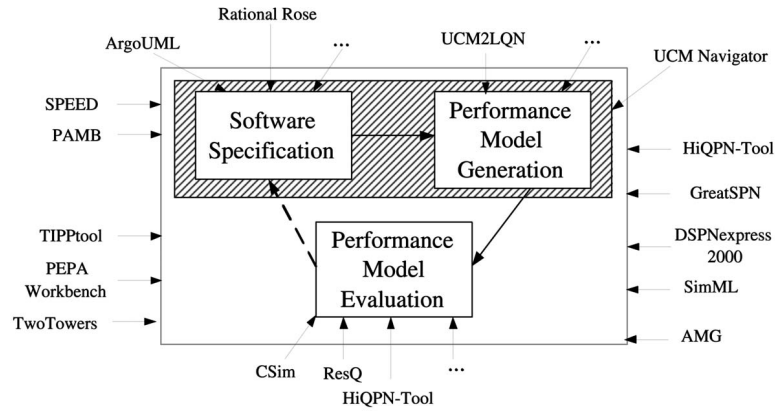 Rational Rose
ArgoUML
...
UCM2LQN
...
UCM Navigator
SPEED
PAMB
Software
Specification
Performance
Model
Generation
HiQPN-Tool
GreatSPN
TIPPtool
PEPA
Workbench
TwoTowers
Performance
Model
Evaluation
DSPNexpress
2000
SimML
AMG
CSim
ResQ
HiQPN-Tool
...